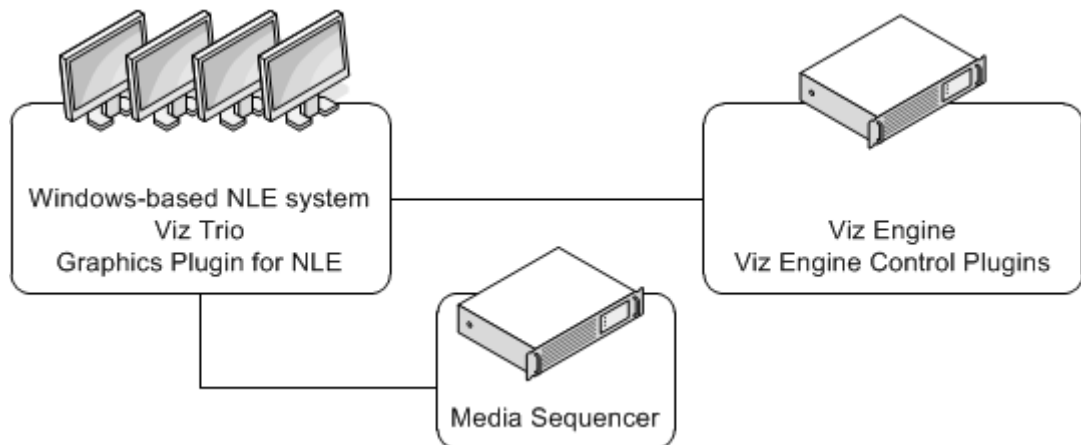 Windows-based NLE system
Viz Trio
Graphics Plugin for NLE
Viz Engine
Viz Engine Control Plugins
Media Sequencer